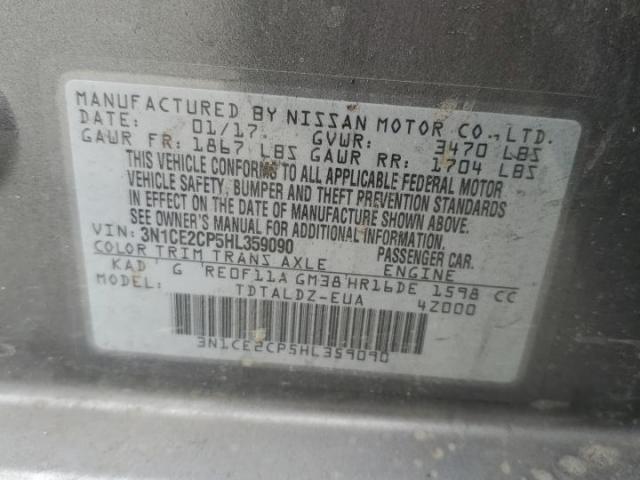 MANUFACTURED BY NISSAN MOTOR CO., LTD.
DATE: 01/17 GVWR: 3470 LBS
GAWR FR: 1867 LBS GAWR RR: 1704 LBS
THIS VEHICLE CONFORMS TO ALL APPLICABLE FEDERAL MOTOR
VEHICLE SAFETY, BUMPER AND THEFT PREVENTION STANDARDS
IN EFFECT ON THE DATE OF MANUFACTURE SHOWN ABOVE.
SEE OWNER'S MANUAL FOR ADDITIONAL INFORMATION
VIN: 3N1CE2CP5HL359090 PASSENGER CAR.
COLOR TRIM TRANS AXLE ENGINE
KAD G RE0F11A GM38 HR16DE 1598 CC
MODEL: TDTALDZ-EUA 4Z000
3N1CE2CP5HL359090